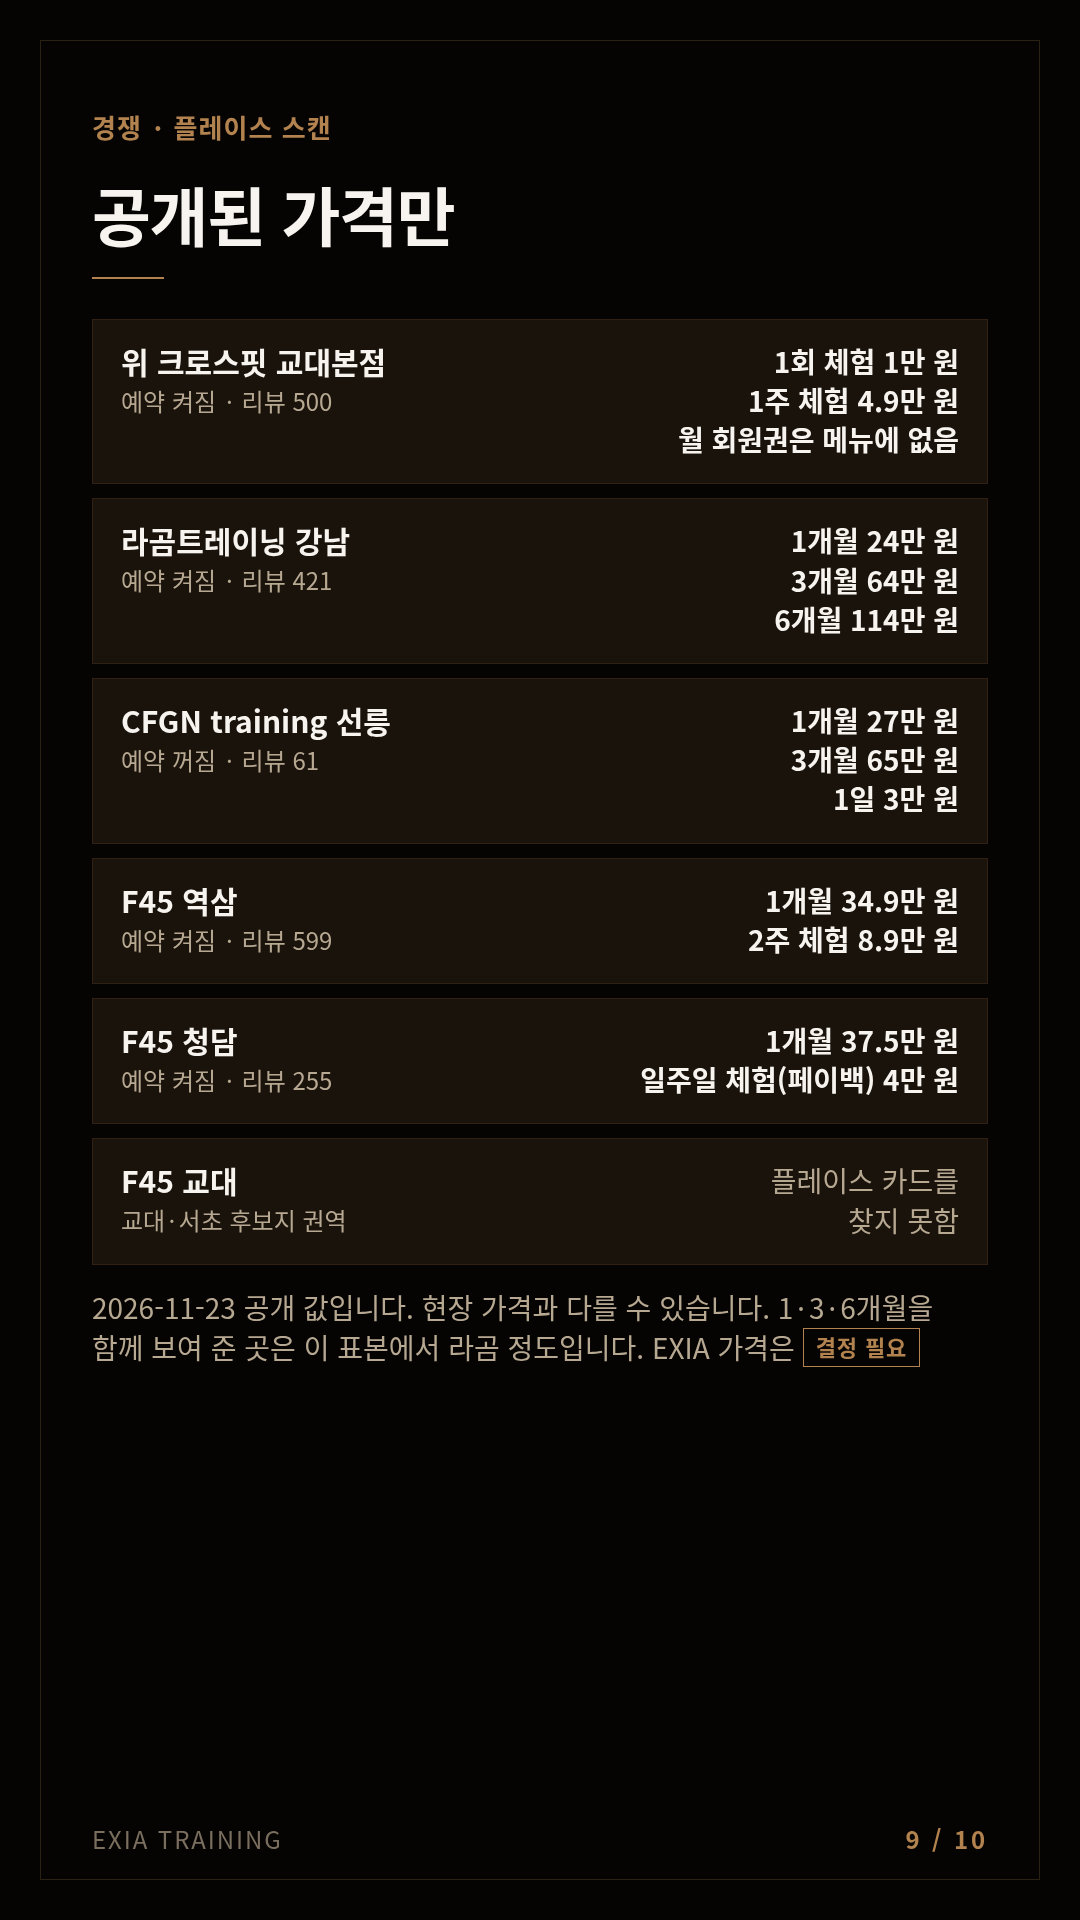 경쟁 · 플레이스 스캔
공개된 가격만
위 크로스핏 교대본점
예약 켜짐 · 리뷰 500
1회 체험 1만 원
1주 체험 4.9만 원
월 회원권은 메뉴에 없음
라곰트레이닝 강남
예약 켜짐 · 리뷰 421
1개월 24만 원
3개월 64만 원
6개월 114만 원
CFGN training 선릉
예약 꺼짐 · 리뷰 61
1개월 27만 원
3개월 65만 원
1일 3만 원
F45 역삼
예약 켜짐 · 리뷰 599
1개월 34.9만 원
2주 체험 8.9만 원
F45 청담
예약 켜짐 · 리뷰 255
1개월 37.5만 원
일주일 체험(페이백) 4만 원
F45 교대
교대·서초 후보지 권역
플레이스 카드를
찾지 못함
2026-11-23 공개 값입니다. 현장 가격과 다를 수 있습니다. 1·3·6개월을
함께 보여 준 곳은 이 표본에서 라곰 정도입니다. EXIA 가격은 결정 필요
EXIA TRAINING
9 / 10